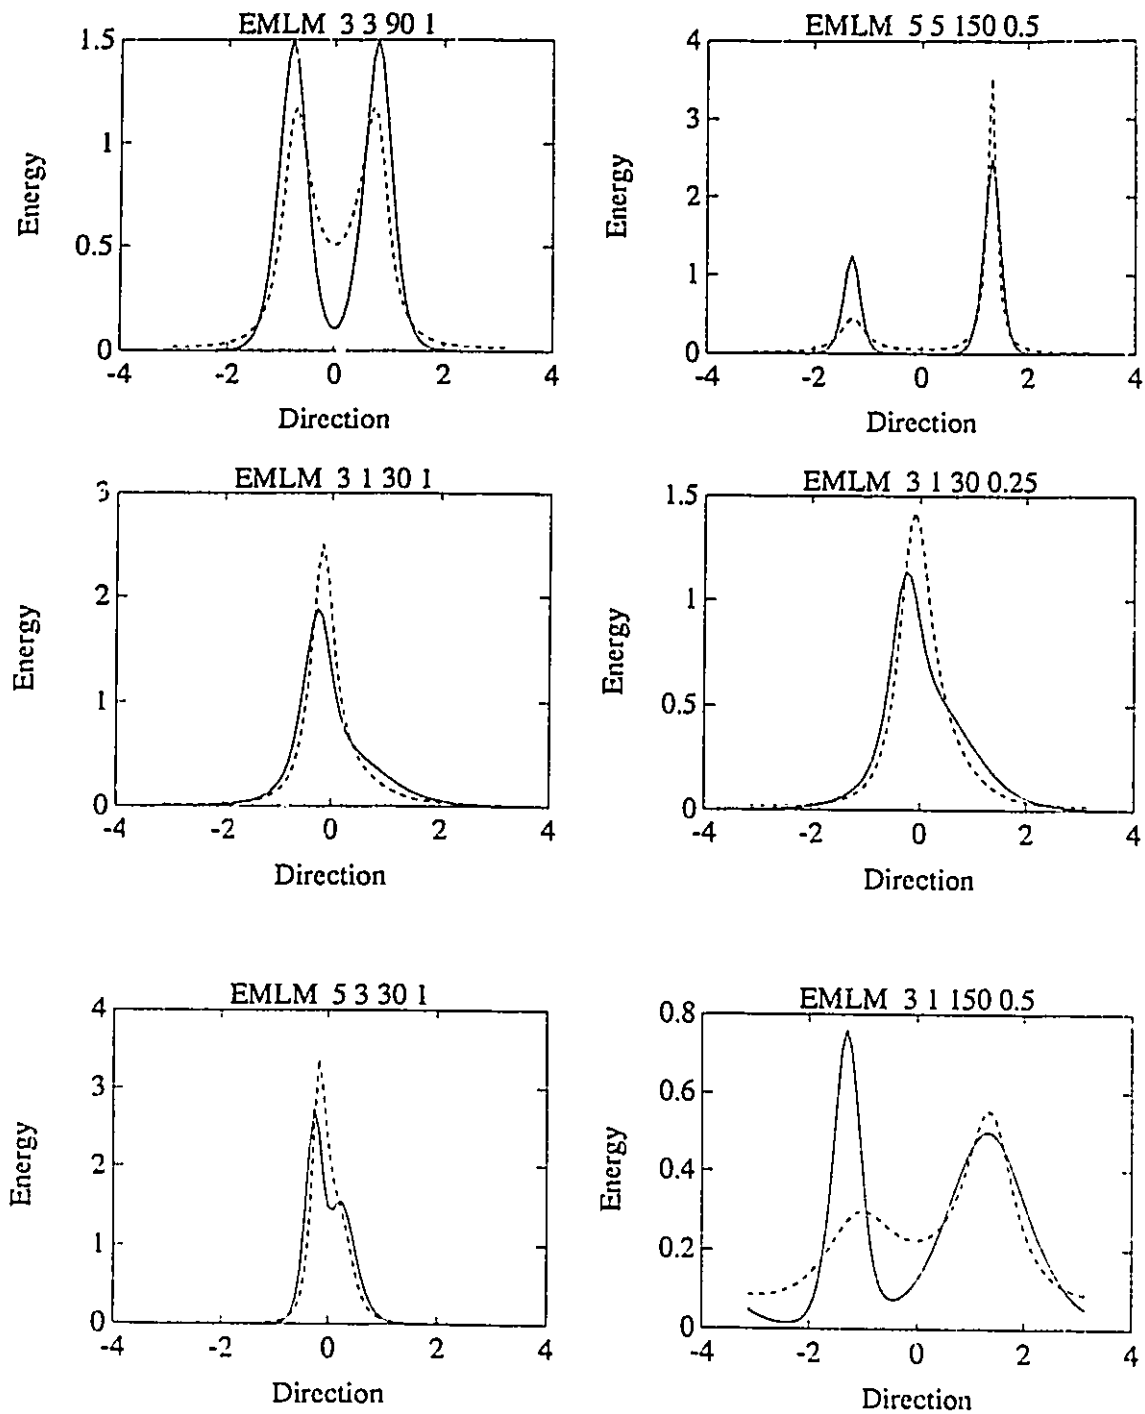 EMLM 3 3 90 1
1.5
1
0.5
0
-4 -2 0 2 4
Energy
Direction
EMLM 5 5 150 0.5
4
3
2
1
0
-4 -2 0 2 4
Energy
Direction
EMLM 3 1 30 1
3
2
1
0
-4 -2 0 2 4
Energy
Direction
EMLM 3 1 30 0.25
1.5
1
0.5
0
-4 -2 0 2 4
Energy
Direction
EMLM 5 3 30 1
4
3
2
1
0
-4 -2 0 2 4
Energy
Direction
EMLM 3 1 150 0.5
0.8
0.6
0.4
0.2
0
-4 -2 0 2 4
Energy
Direction